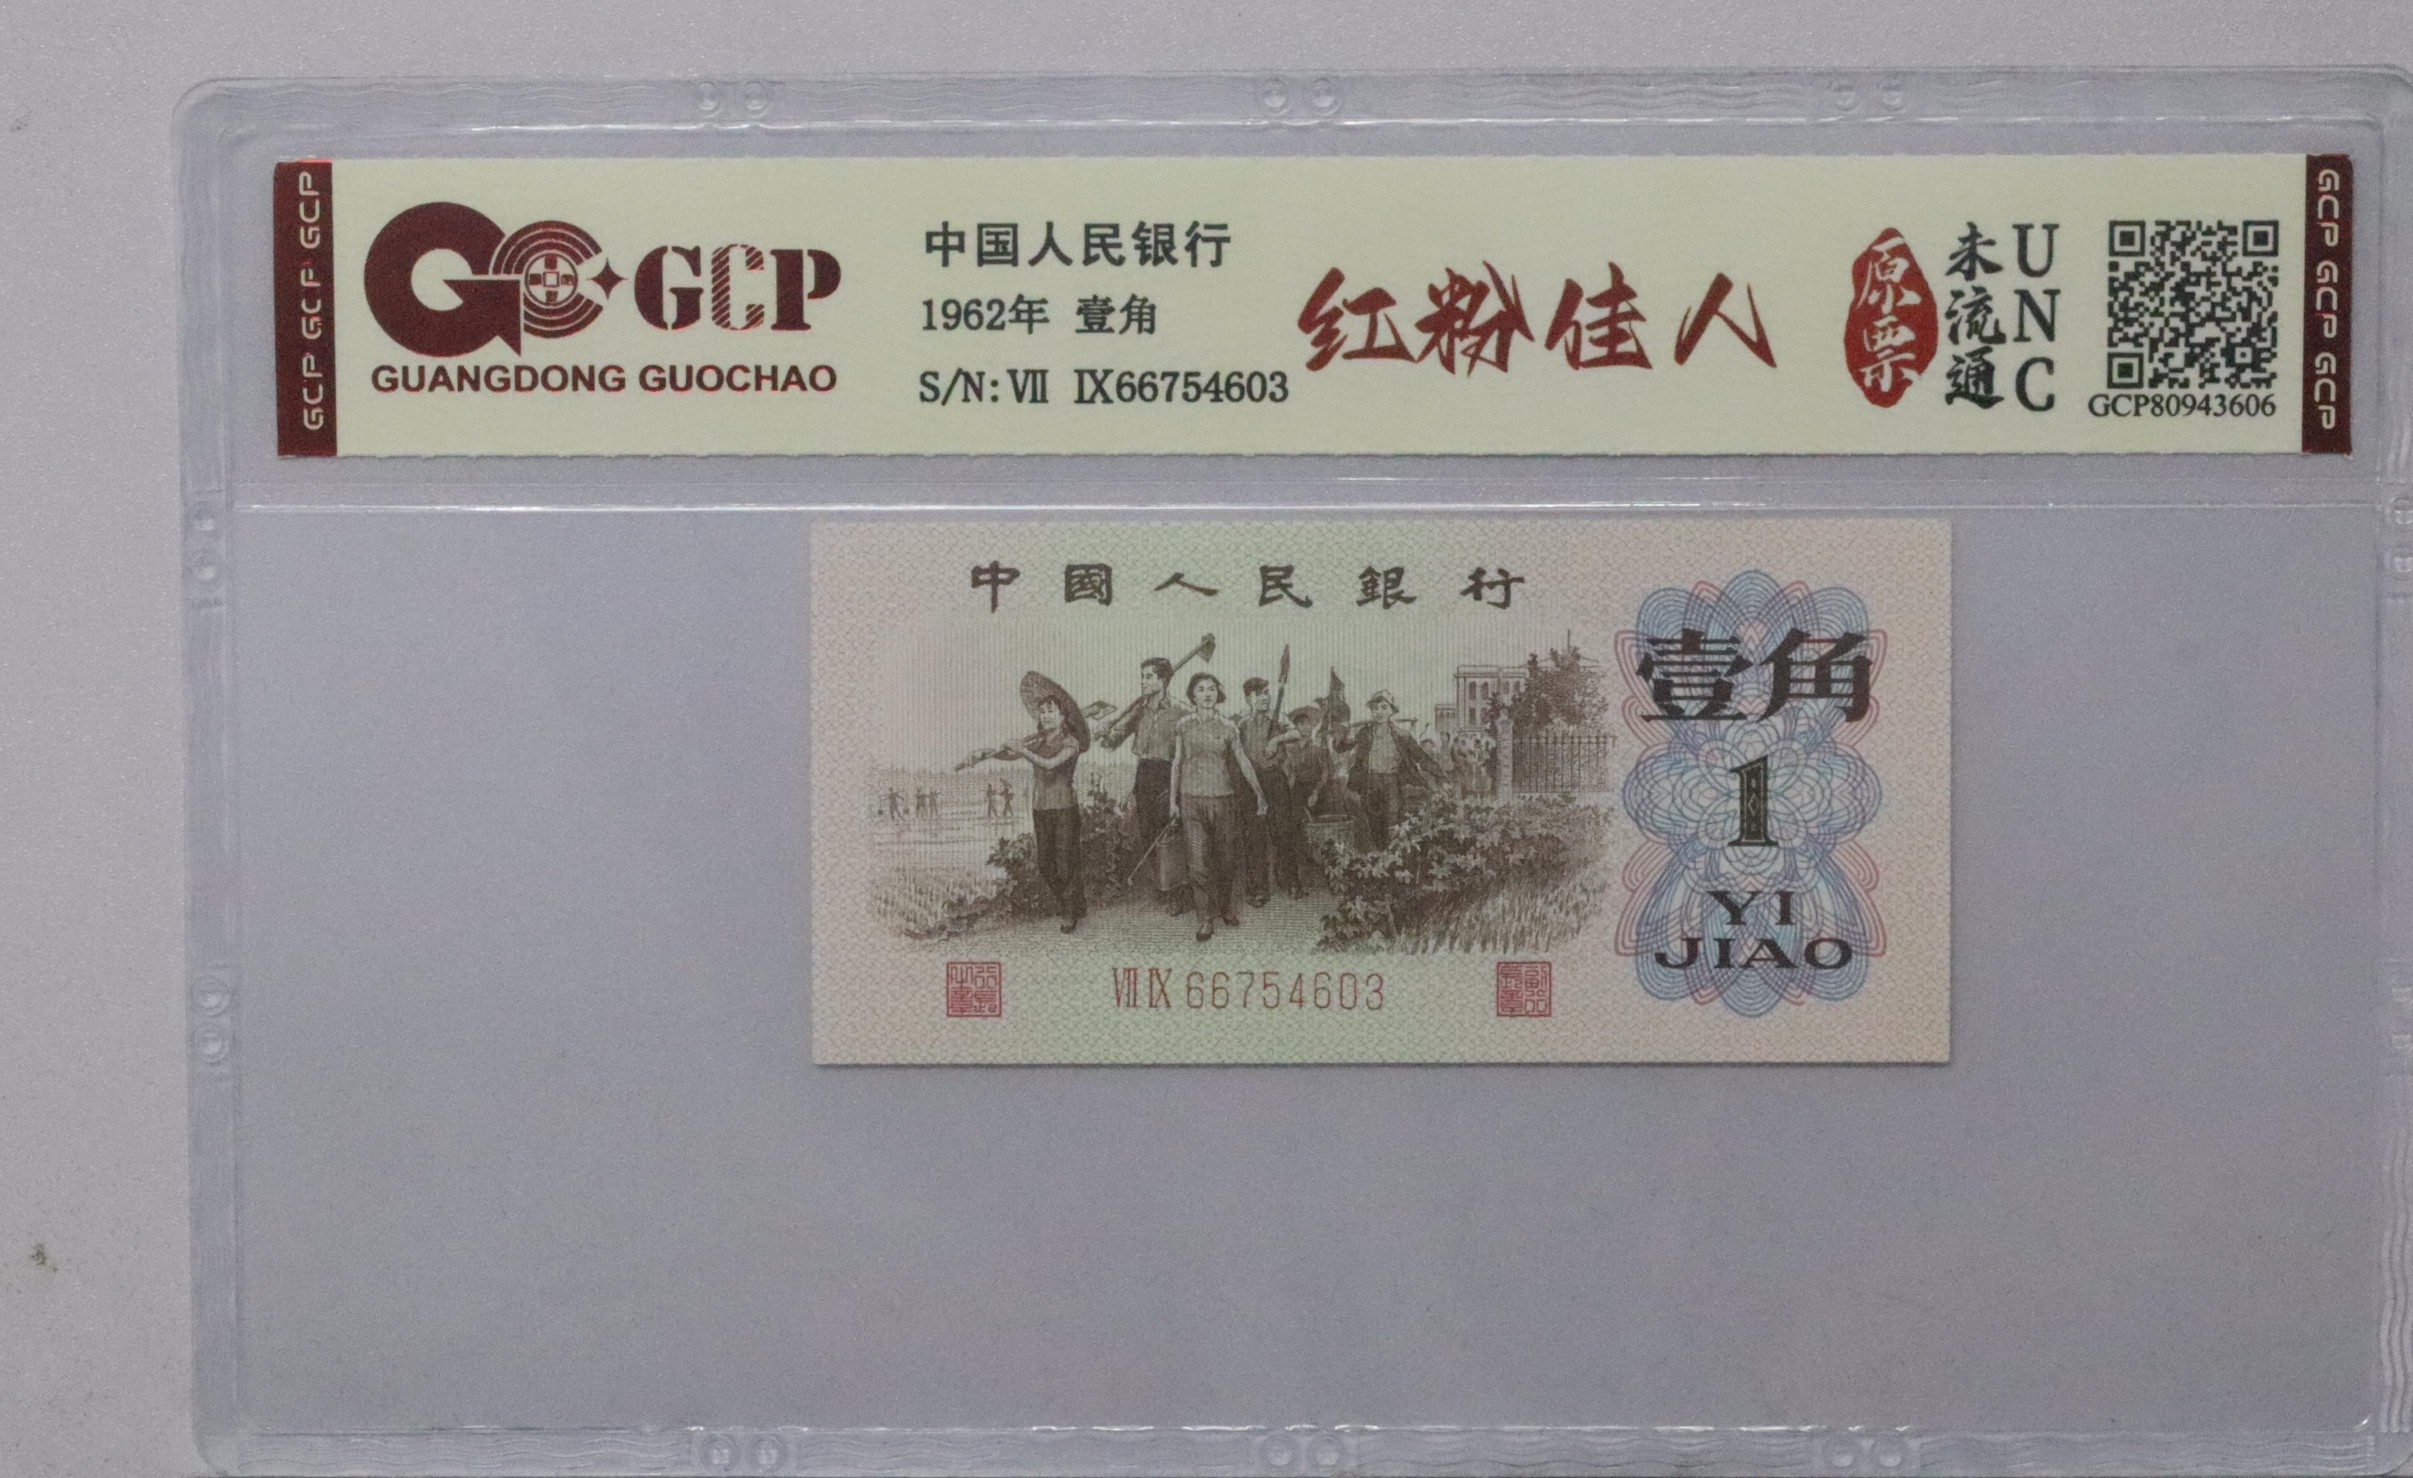 GCP GCP GCP
GCP
GUANGDONG GUOCHAO
中国人民银行
1962年 壹角
S/N: Ⅶ Ⅸ66754603
红粉佳人
原票
未流通
UNC
GCP80943606
GCP GCP GCP
中國人民銀行
壹角
1
YI
JIAO
Ⅶ Ⅸ 66754603